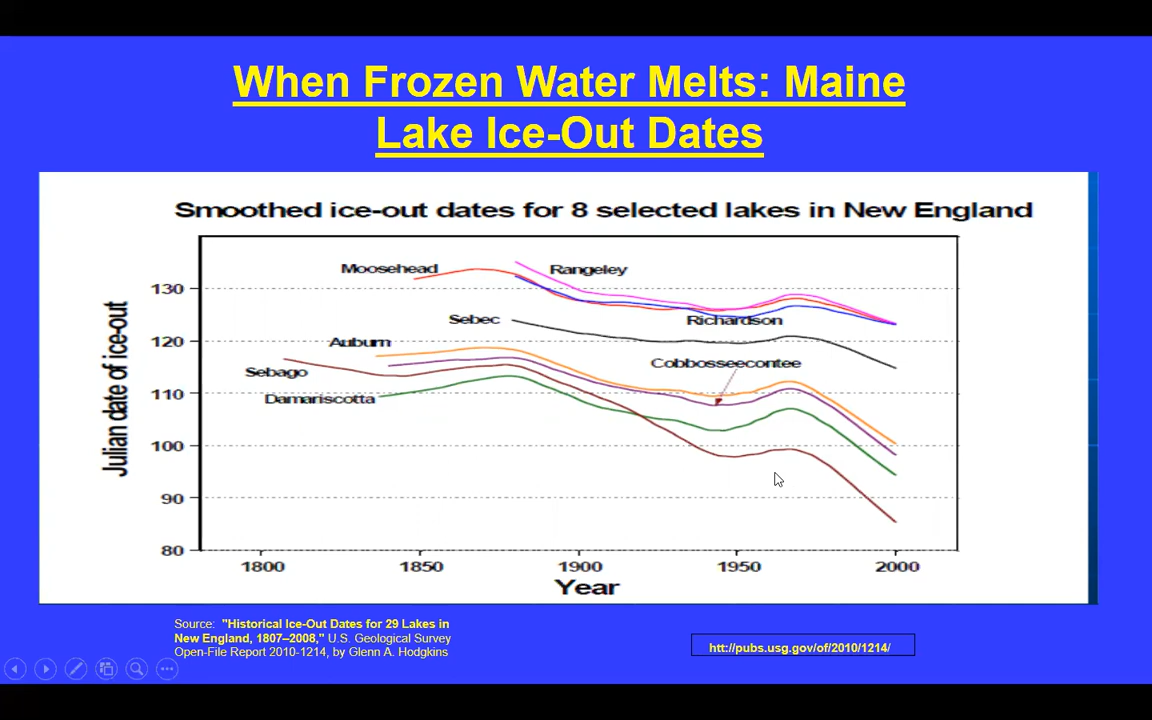 When Frozen Water Melts: Maine
Lake Ice-Out Dates
Smoothed ice-out dates for 8 selected lakes in New England
Moosehead
Rangeley
130
Sebec
Richardson
120
Auburn
Cobbosseecontee
Sebago
110
Damariscotta
Julian date of ice-out
100
90
80
1800 1850 1900 1950 2000
Year
Source: "Historical Ice-Out Dates for 29 Lakes in
New England, 1807–2008," U.S. Geological Survey
Open-File Report 2010-1214, by Glenn A. Hodgkins
htt://pubs.usg.gov/of/2010/1214/